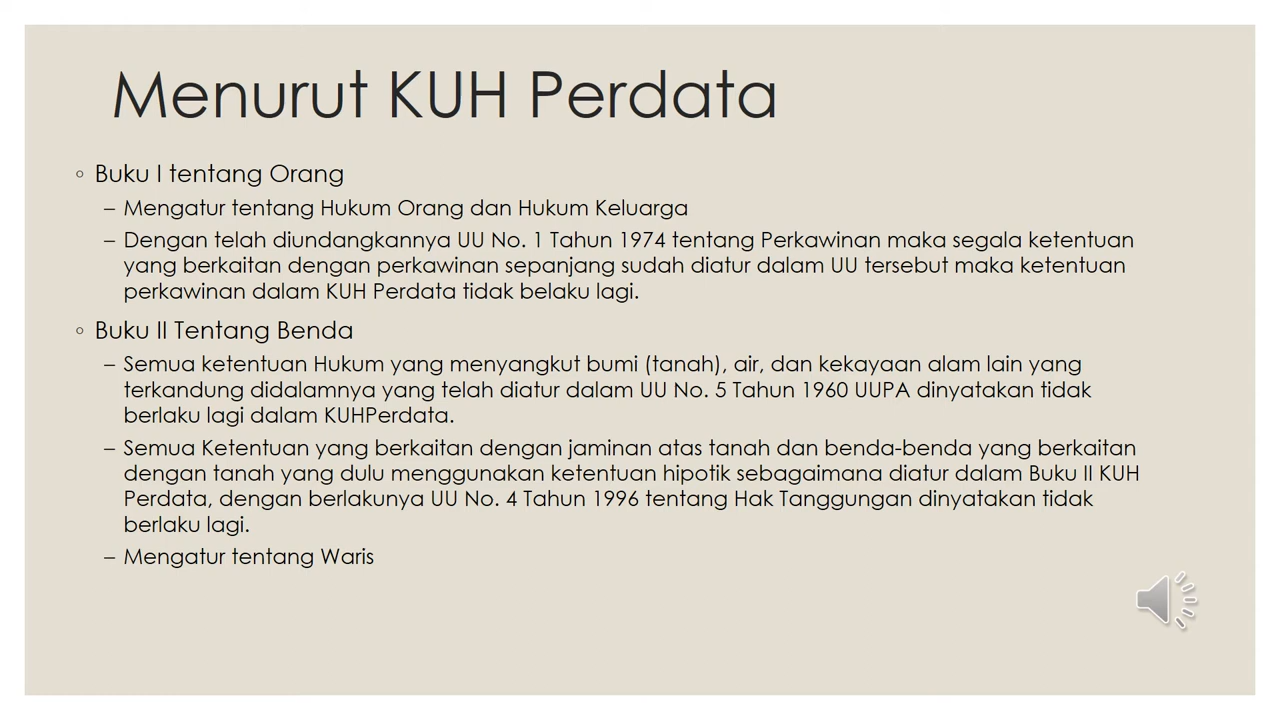 Menurut KUH Perdata
◦ Buku I tentang Orang
– Mengatur tentang Hukum Orang dan Hukum Keluarga
– Dengan telah diundangkannya UU No. 1 Tahun 1974 tentang Perkawinan maka segala ketentuan
yang berkaitan dengan perkawinan sepanjang sudah diatur dalam UU tersebut maka ketentuan
perkawinan dalam KUH Perdata tidak belaku lagi.
◦ Buku II Tentang Benda
– Semua ketentuan Hukum yang menyangkut bumi (tanah), air, dan kekayaan alam lain yang
terkandung didalamnya yang telah diatur dalam UU No. 5 Tahun 1960 UUPA dinyatakan tidak
berlaku lagi dalam KUHPerdata.
– Semua Ketentuan yang berkaitan dengan jaminan atas tanah dan benda-benda yang berkaitan
dengan tanah yang dulu menggunakan ketentuan hipotik sebagaimana diatur dalam Buku II KUH
Perdata, dengan berlakunya UU No. 4 Tahun 1996 tentang Hak Tanggungan dinyatakan tidak
berlaku lagi.
– Mengatur tentang Waris